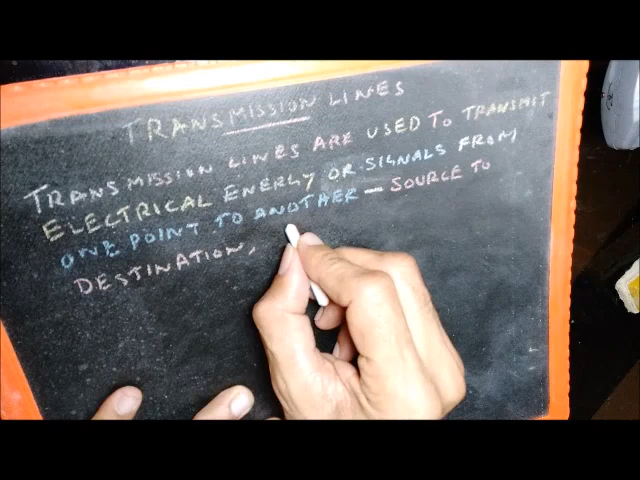 TRANSMISSION LINES
TRANSMISSION LINES ARE USED TO TRANSMIT
ELECTRICAL ENERGY OR SIGNALS FROM
ONE POINT TO ANOTHER - SOURCE TO
DESTINATION,